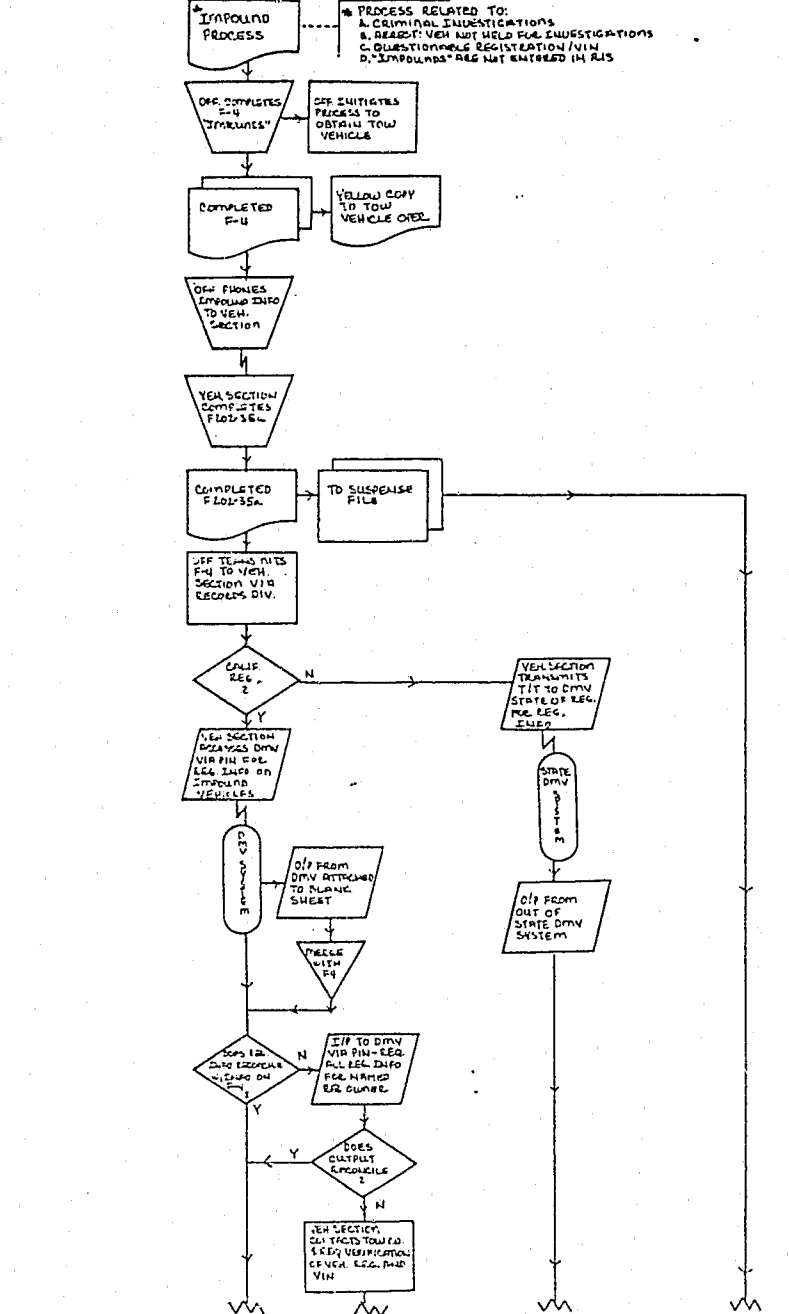 * IMPOUND
PROCESS
* PROCESS RELATED TO:
A. CRIMINAL INVESTIGATIONS
B. ARREST: VEH NOT HELD FOR INVESTIGATIONS
C. QUESTIONABLE REGISTRATION/VIN
D. "IMPOUNDS" ARE NOT ENTERED IN RIS
OFF. COMPLETES
F-4
OFF INITIATES
PROCESS TO
OBTAIN TOW
VEHICLE
COMPLETED
F-4
YELLOW COPY
TO TOW
VEHICLE OPER
OFF PHONES
IMPOUND INFO
TO VEH.
SECTION
VEH. SECTION
COMPLETES
COMPLETED
F202-35a
TO SUSPENSE
FILE
OFF TRANSMITS
F-4 TO VEH.
SECTION VIA
RECORDS DIV.
CALIF.
REG.
?
N
Y
VEH SECTION
TRANSMITS
T/T TO DMV
STATE OF REG.
FOR REG.
INFO
VEH SECTION
ACCESSES DMV
VIA PIN FOR
REG. INFO ON
IMPOUND
VEHICLES
STATE
DMV
SYSTEM
DMV SYSTEM
O/P FROM
DMV ATTACHED
TO BLANK
SHEET
O/P FROM
OUT OF
STATE DMV
SYSTEM
MERGE
WITH
F4
INFO RECONCILE
W/INFO ON
?
N
Y
I/P TO DMV
VIA PIN-REQ
ALL REG INFO
FOR NAMED
R/R OWNER
DOES
OUTPUT
RECONCILE
?
Y
N
VEH SECTION
CONTACTS TOW CO.
& REQ VERIFICATION
OF VEH. REG. AND
VIN